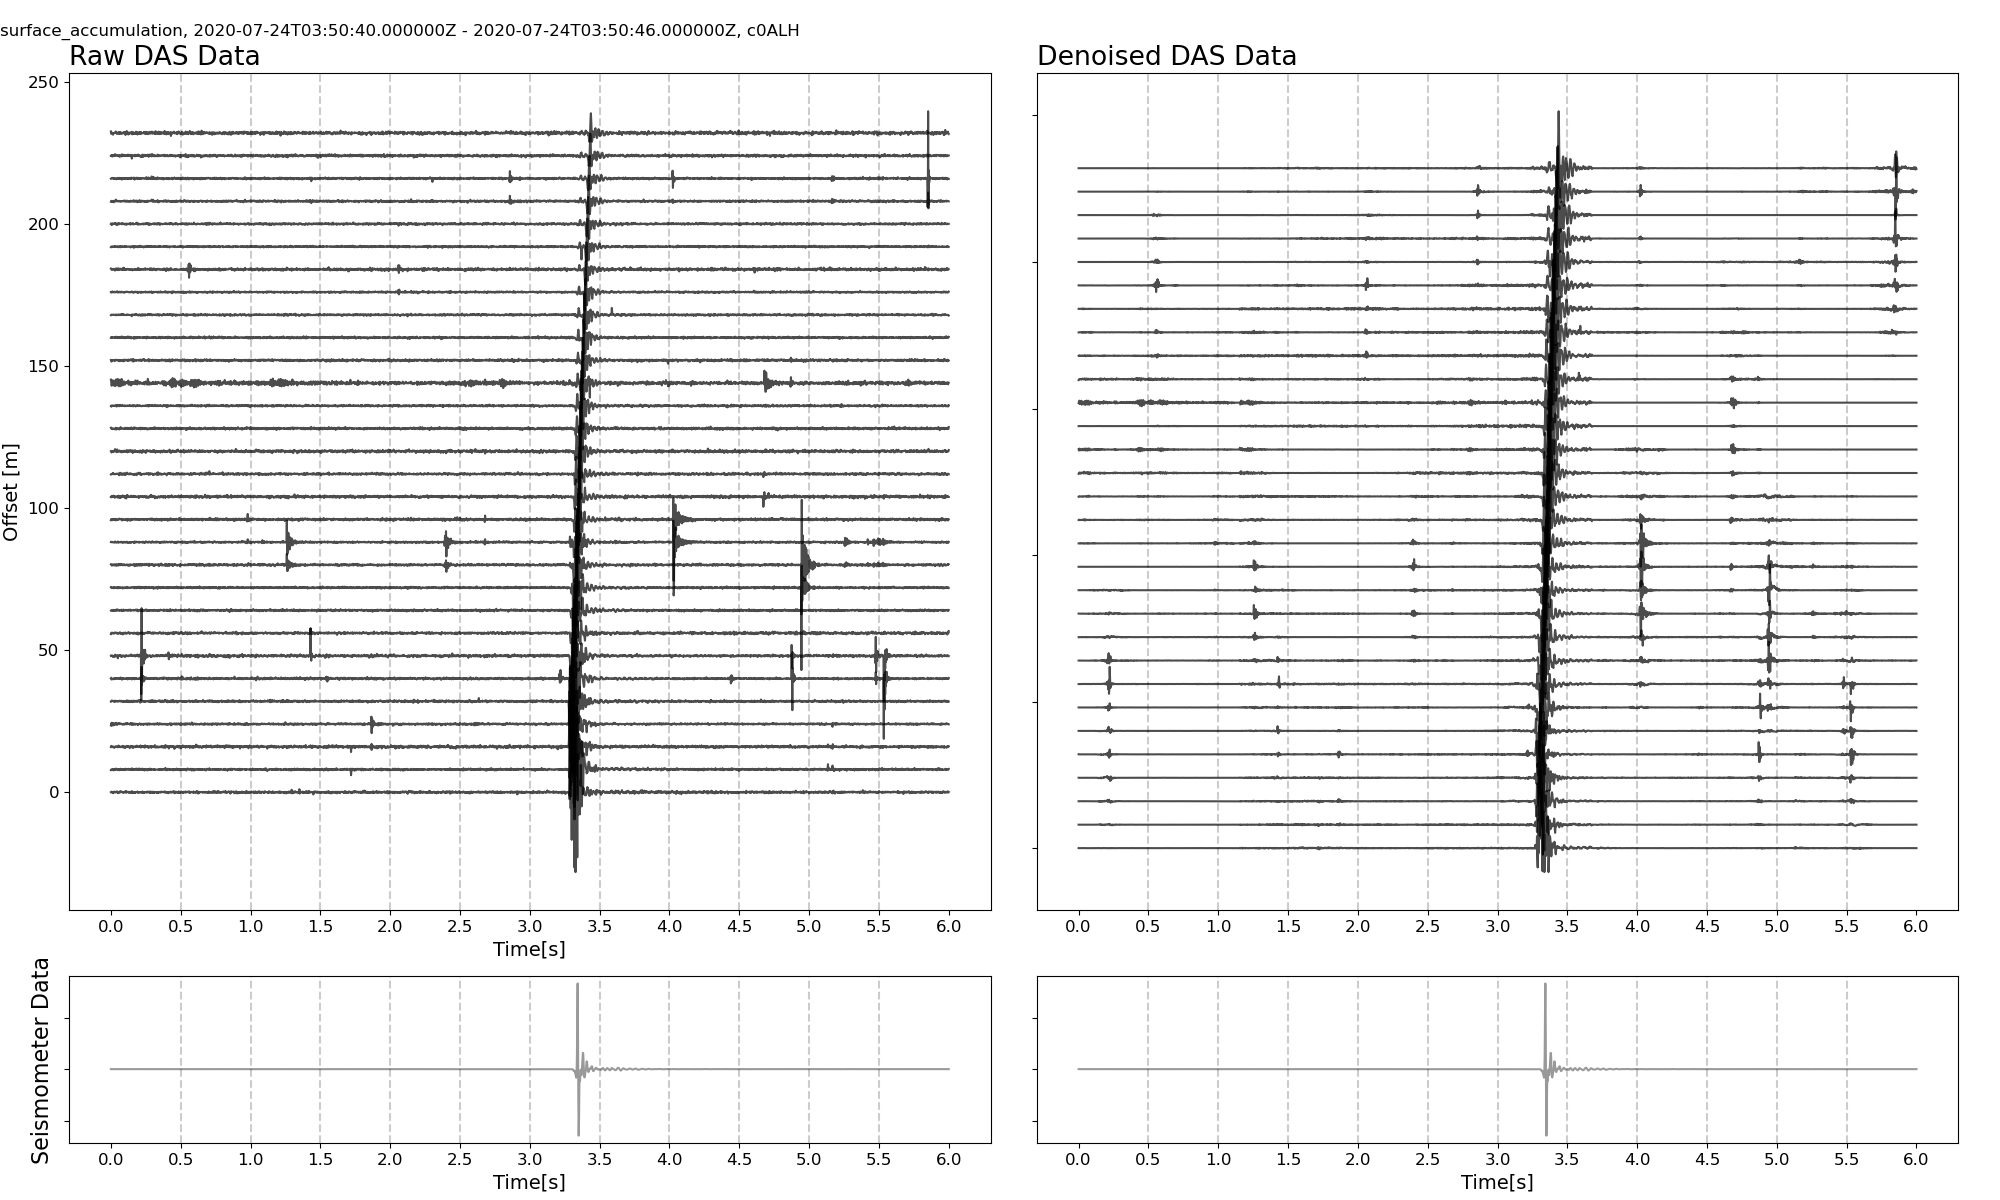 surface_accumulation, 2020-07-24T03:50:40.000000Z - 2020-07-24T03:50:46.000000Z, c0ALH
Raw DAS Data
Denoised DAS Data
250
200
150
100
50
0
Offset [m]
0.0 0.5 1.0 1.5 2.0 2.5 3.0 3.5 4.0 4.5 5.0 5.5 6.0
Time[s]
0.0 0.5 1.0 1.5 2.0 2.5 3.0 3.5 4.0 4.5 5.0 5.5 6.0
Seismometer Data
0.0 0.5 1.0 1.5 2.0 2.5 3.0 3.5 4.0 4.5 5.0 5.5 6.0
Time[s]
0.0 0.5 1.0 1.5 2.0 2.5 3.0 3.5 4.0 4.5 5.0 5.5 6.0
Time[s]